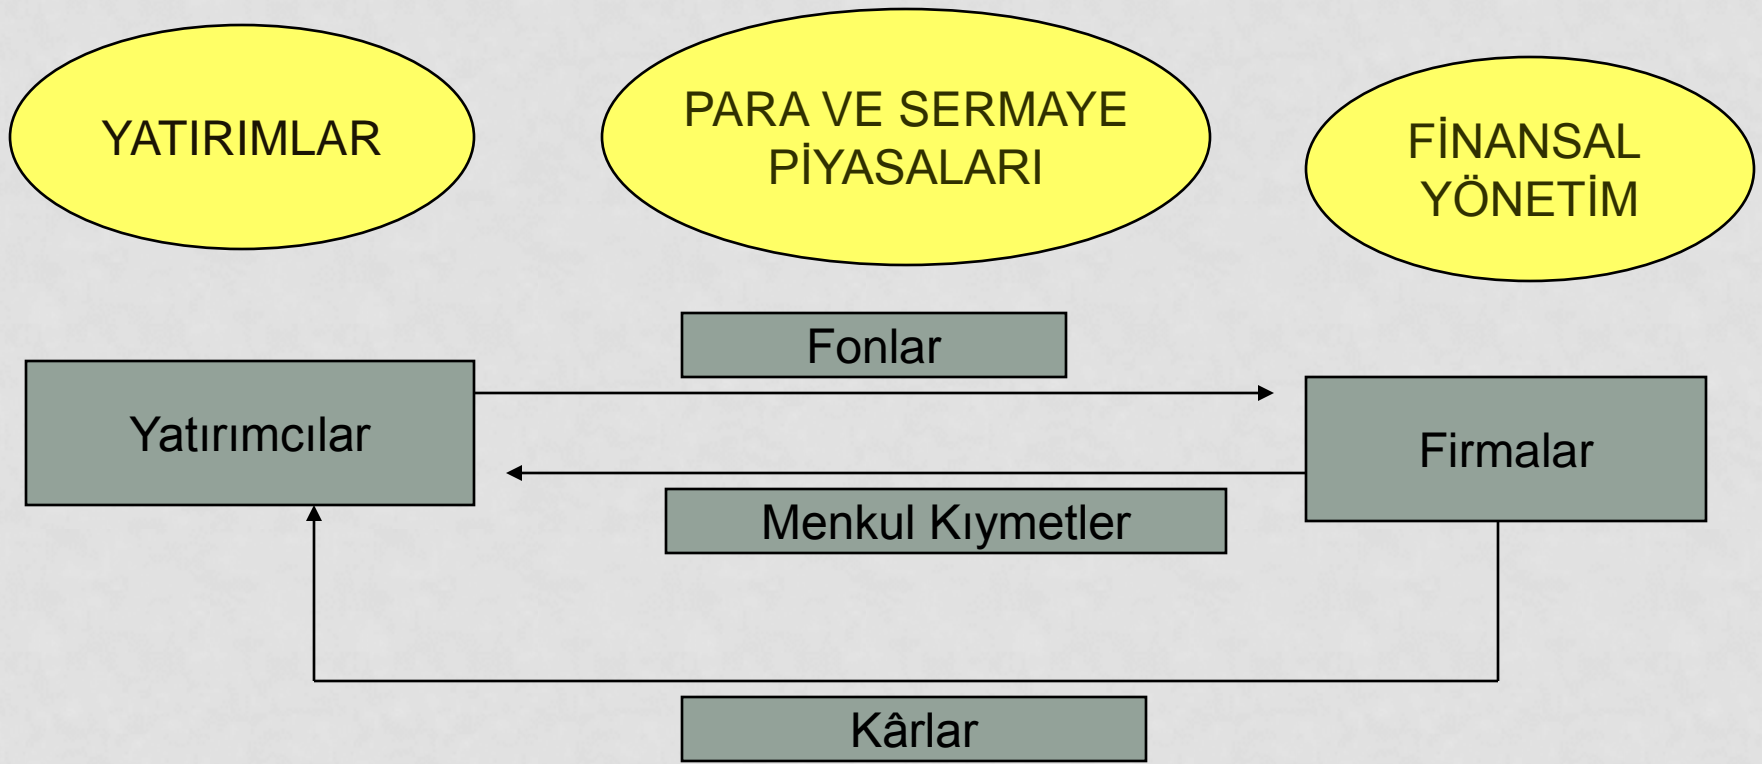 YATIRIMLAR
PARA VE SERMAYE
PİYASALARI
FİNANSAL
YÖNETİM
Fonlar
Yatırımcılar
Firmalar
Menkul Kıymetler
Kârlar